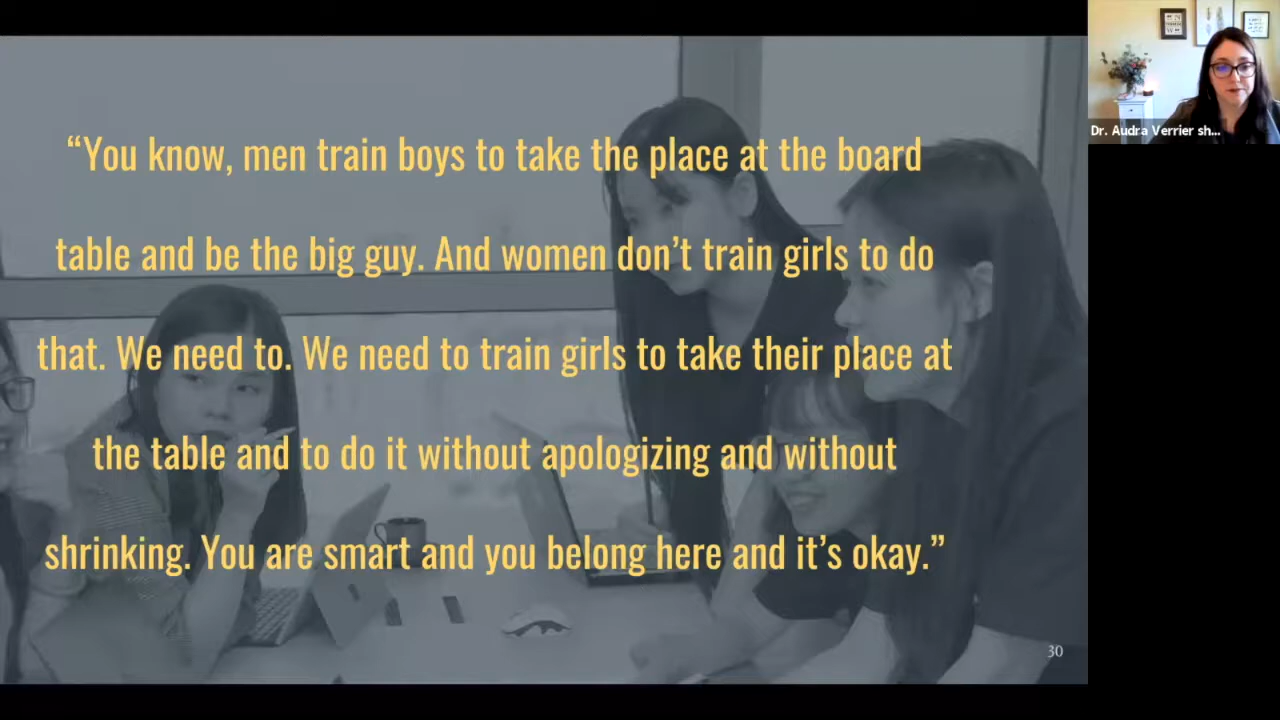 “You know, men train boys to take the place at the board
table and be the big guy. And women don’t train girls to do
that. We need to. We need to train girls to take their place at
the table and to do it without apologizing and without
shrinking. You are smart and you belong here and it’s okay.”
30
Dr. Audra Verrier sh...